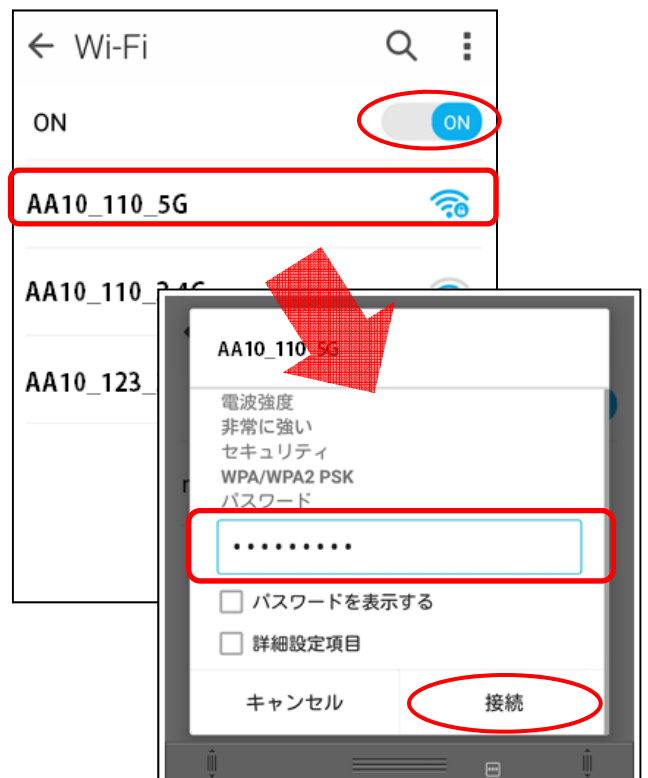 Wi-Fi
ON
ON
AA10_110_5G
AA10_110_2.4G
AA10_123_
AA10_110_5G
電波強度
非常に強い
セキュリティ
WPA/WPA2 PSK
パスワード
•••••••••
パスワードを表示する
詳細設定項目
キャンセル
接続